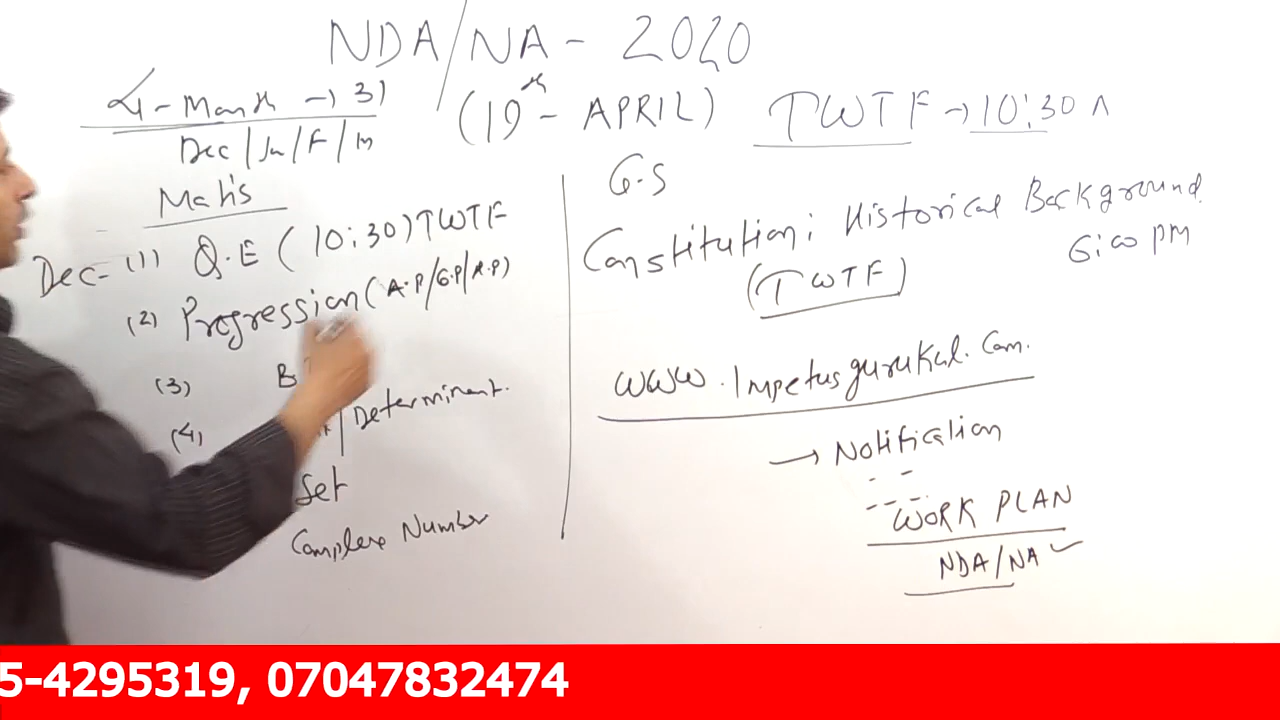 NDA/NA - 2020
4-Month → 31
(19th - APRIL)
TWTF → 10:30 A
Dec/Jan/F/M
Maths
G.S
Dec- (1) Q.E (10:30) TWTF
Constitution: Historical Background
6:00 PM
(TWTF)
(2) Progression (A.P/G.P/H.P)
(3) B
(4) /Determinent.
Set
Complex Number
www.Impetusgurukul.Com.
→ Notification
WORK PLAN
NDA/NA ✓
5-4295319, 07047832474